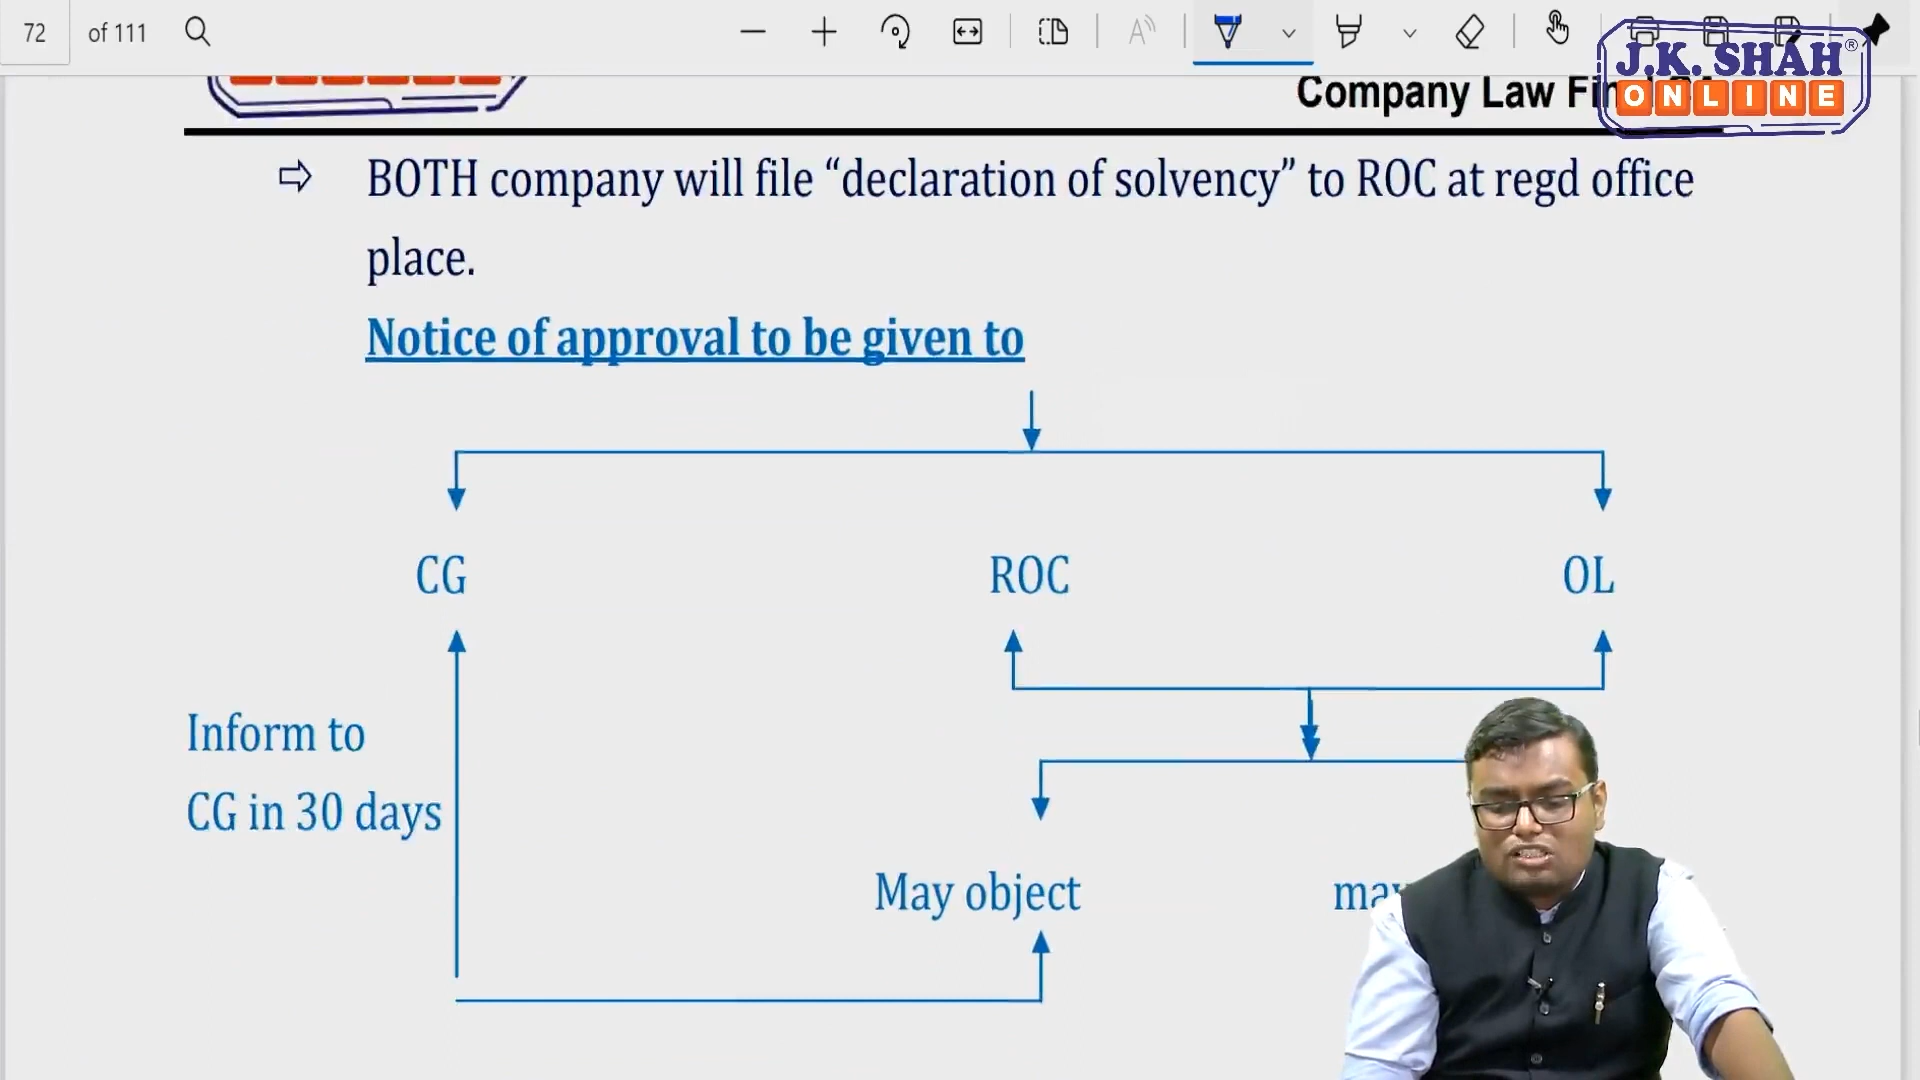 72 of 111
J.K. SHAH®
ONLINE
Company Law Fin
⇨ BOTH company will file “declaration of solvency” to ROC at regd office
place.
Notice of approval to be given to
CG ROC OL
Inform to
CG in 30 days
May object